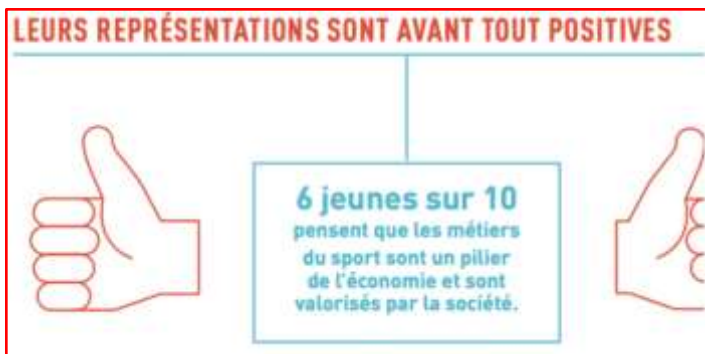 LEURS REPRÉSENTATIONS SONT AVANT TOUT POSITIVES
6 jeunes sur 10
pensent que les métiers
du sport sont un pilier
de l'économie et sont
valorisés par la société.